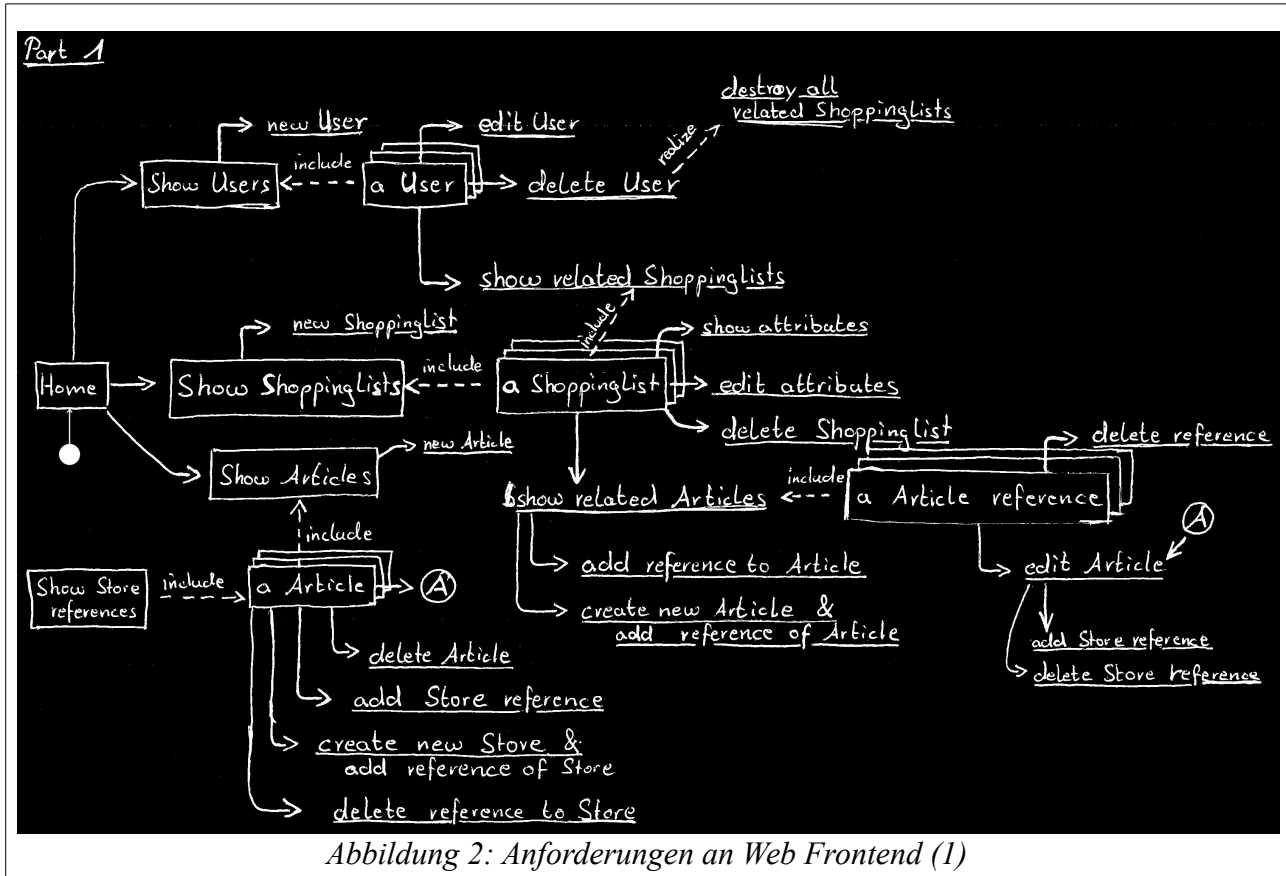 Part 1
destroy all
related Shoppinglists
new User
edit User
realize
include
Show Users
a User
delete User
show related Shoppinglists
new Shoppinglist
include
show attributes
Home
Show Shoppinglists
include
a Shoppinglist
edit attributes
delete Shoppinglist
delete reference
new Article
Show Articles
show related Articles
include
a Article reference
A
include
add reference to Article
edit Article
Show Store
references
include
a Article
A
create new Article &
add reference of Article
add Store reference
delete Store reference
delete Article
add Store reference
create new Store &
add reference of Store
delete reference to Store
Abbildung 2: Anforderungen an Web Frontend (1)